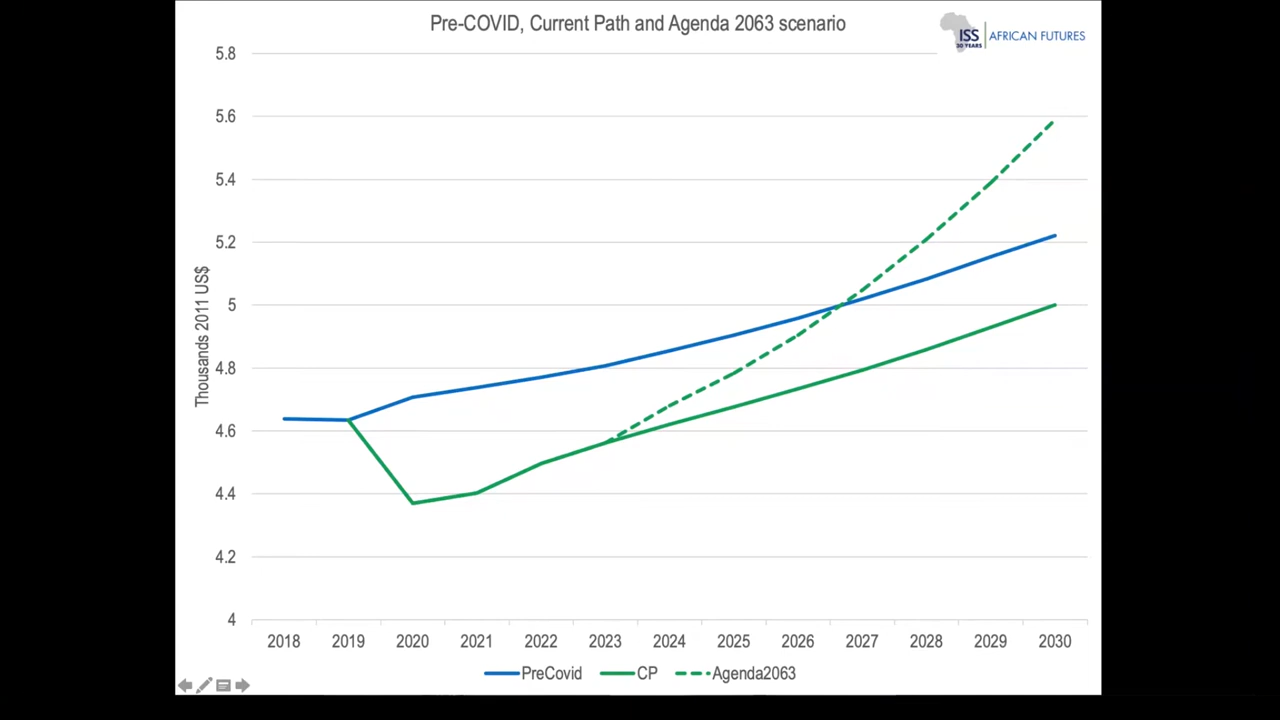 Pre-COVID, Current Path and Agenda 2063 scenario
ISS
30 YEARS
AFRICAN FUTURES
Thousands 2011 US$
5.8
5.6
5.4
5.2
5
4.8
4.6
4.4
4.2
4
2018 2019 2020 2021 2022 2023 2024 2025 2026 2027 2028 2029 2030
PreCovid CP Agenda2063